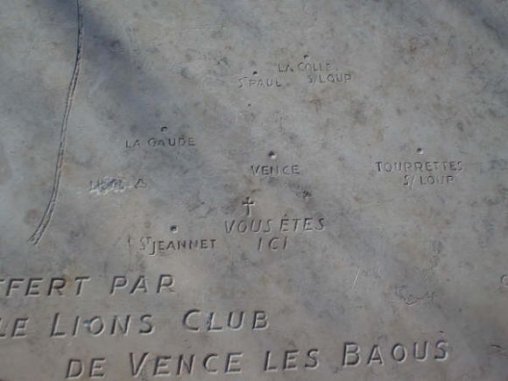 LA COLLE
S/LOUP
ST PAUL
LA GAUDE
VENCE
TOURRETTES
S/LOUP
VOUS ÊTES
ICI
ST JEANNET
FFERT PAR
LE LIONS CLUB
DE VENCE LES BAOUS